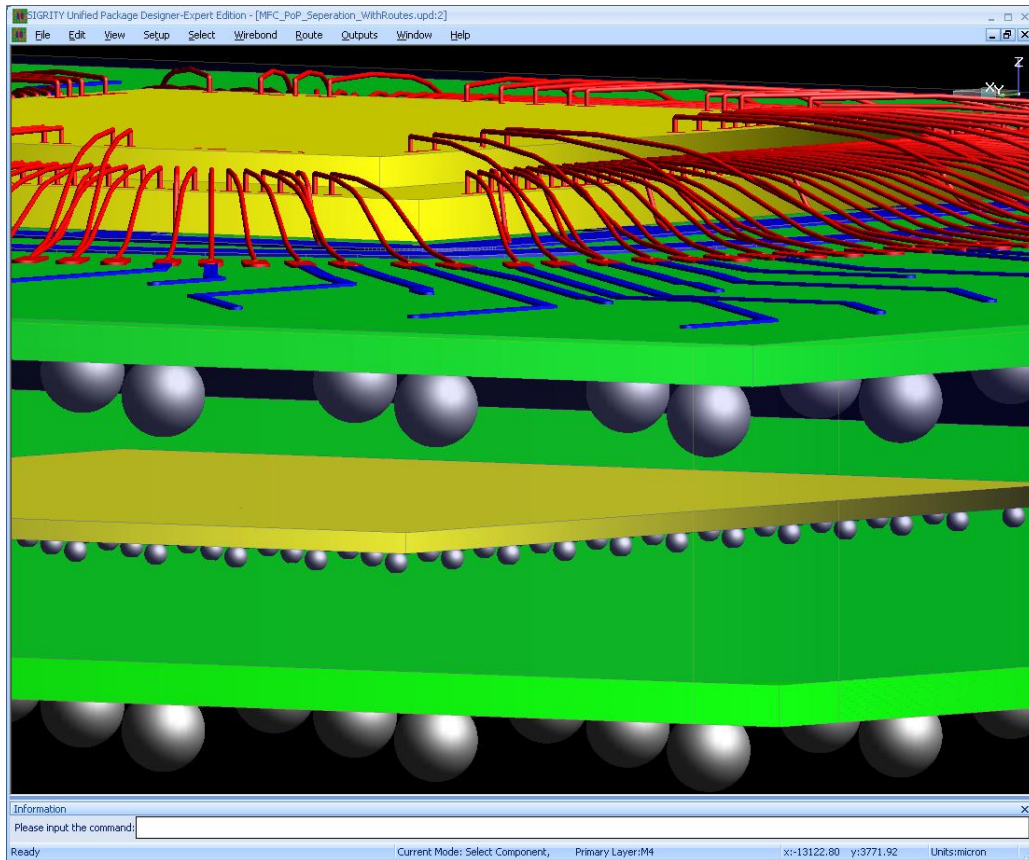 SIGRITY Unified Package Designer-Expert Edition - [MFC_PoP_Seperation_WithRoutes.upd:2]
File Edit View Setup Select Wirebond Route Outputs Window Help
Z
X Y
Information
Please input the command:
Ready Current Mode: Select Component, Primary Layer:M4 x:-13122.80 y:3771.92 Units:micron